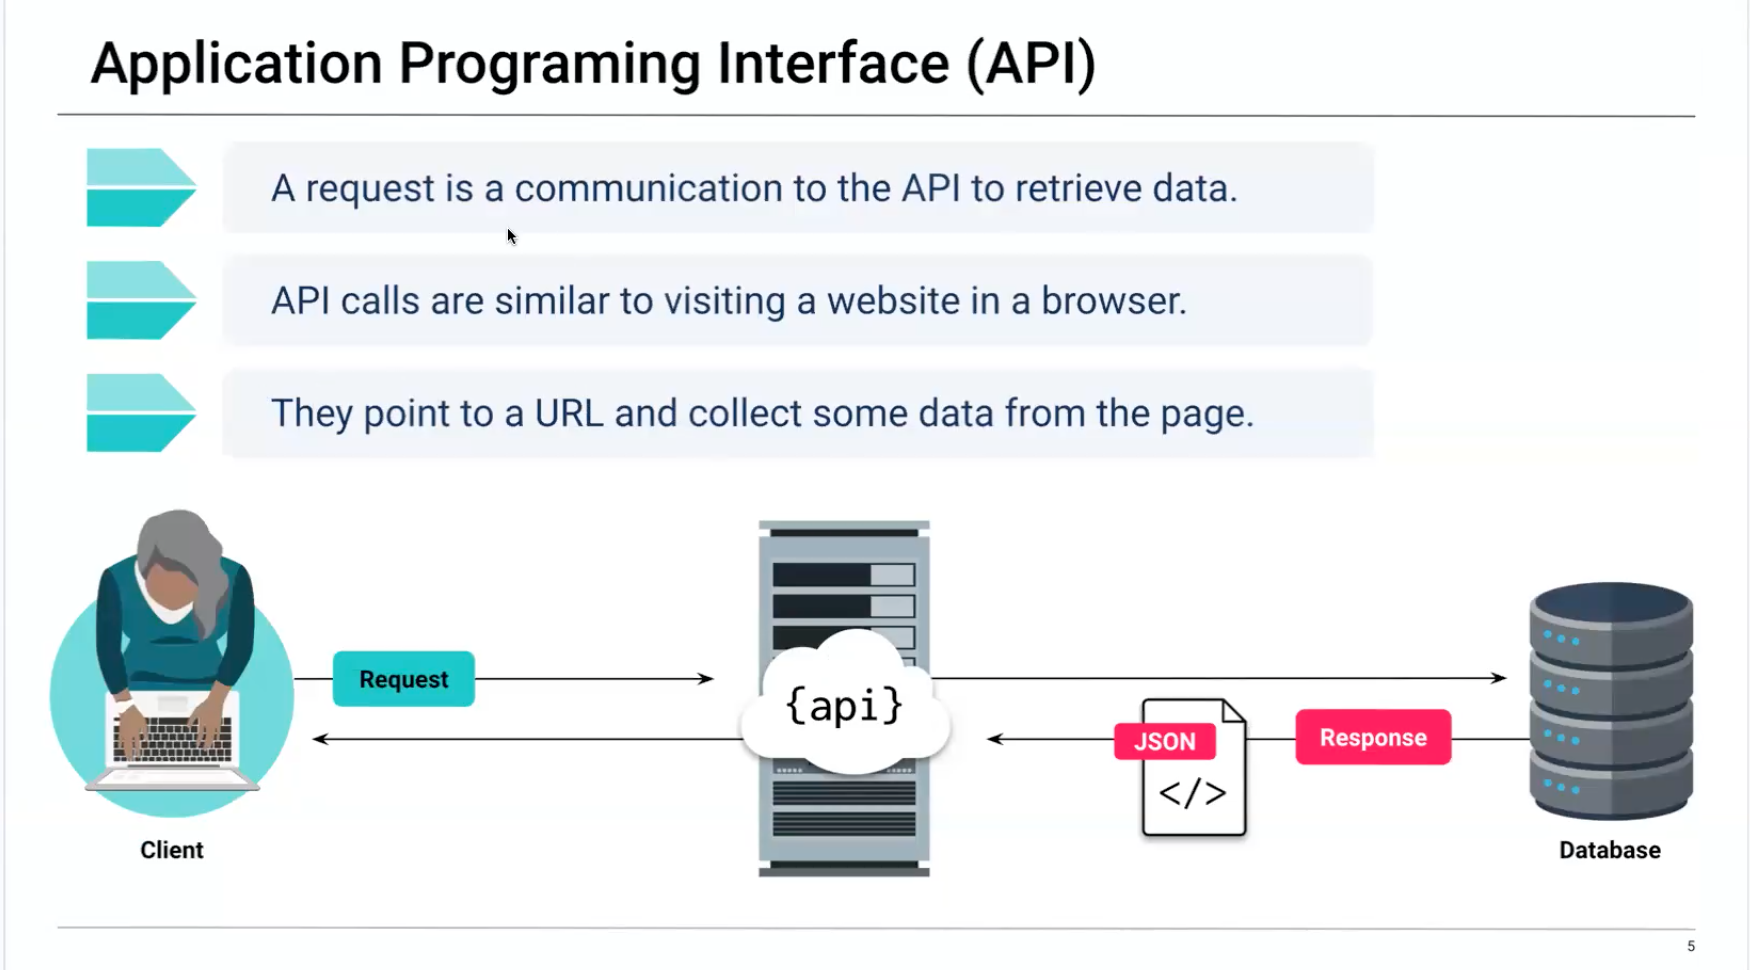 Application Programing Interface (API)
A request is a communication to the API to retrieve data.
API calls are similar to visiting a website in a browser.
They point to a URL and collect some data from the page.
Request
{api}
JSON
</>
Response
Client
Database
5